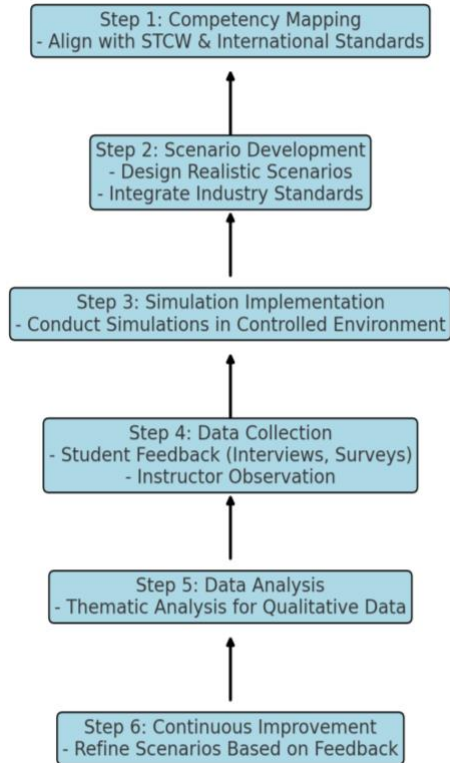 Step 1: Competency Mapping
- Align with STCW & International Standards
Step 2: Scenario Development
- Design Realistic Scenarios
- Integrate Industry Standards
Step 3: Simulation Implementation
- Conduct Simulations in Controlled Environment
Step 4: Data Collection
- Student Feedback (Interviews, Surveys)
- Instructor Observation
Step 5: Data Analysis
- Thematic Analysis for Qualitative Data
Step 6: Continuous Improvement
- Refine Scenarios Based on Feedback